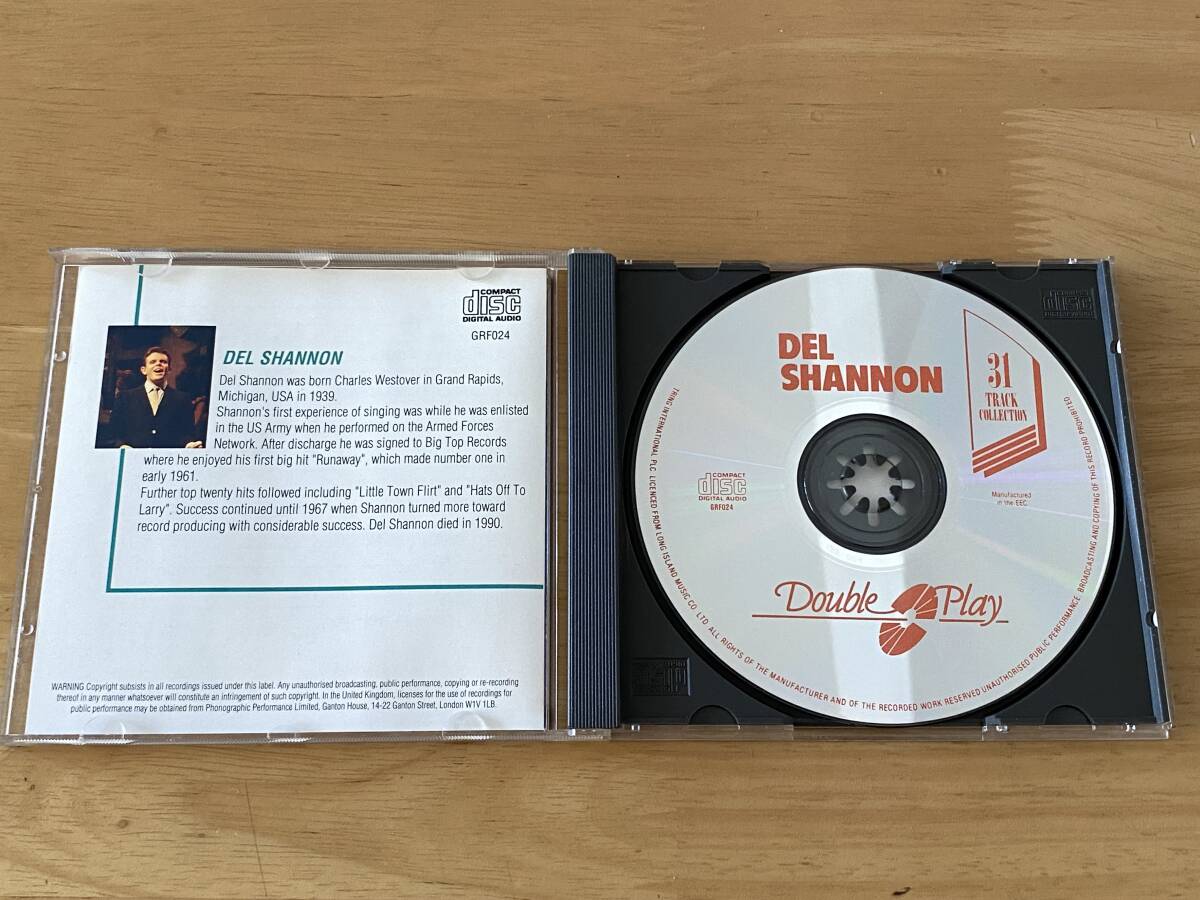 COMPACT
disc
DIGITAL AUDIO
GRF024
DEL SHANNON
Del Shannon was born Charles Westover in Grand Rapids,
Michigan, USA in 1939.
Shannon's first experience of singing was while he was enlisted
in the US Army when he performed on the Armed Forces
Network. After discharge he was signed to Big Top Records
where he enjoyed his first big hit "Runaway", which made number one in
early 1961.
Further top twenty hits followed including "Little Town Flirt" and "Hats Off To
Larry". Success continued until 1967 when Shannon turned more toward
record producing with considerable success. Del Shannon died in 1990.
WARNING Copyright subsists in all recordings issued under this label. Any unauthorised broadcasting, public performance, copying or re-recording
thereof in any manner whatsoever will constitute an infringement of such copyright. In the United Kingdom, licenses for the use of recordings for
public performance may be obtained from Phonographic Performance Limited, Ganton House, 14-22 Ganton Street, London W1V 1LB.
DEL
SHANNON
31
TRACK
COLLECTION
COMPACT
disc
DIGITAL AUDIO
GRF024
Manufactured
in the EEC
Double Play
TRING INTERNATIONAL PLC. LICENCED FROM LONG ISLAND MUSIC CO. LTD. ALL RIGHTS OF THE MANUFACTURER AND OF THE RECORDED WORK RESERVED UNAUTHORISED PUBLIC PERFORMANCE. BROADCASTING AND COPYING OF THIS RECORD PROHIBITED
disc
disc